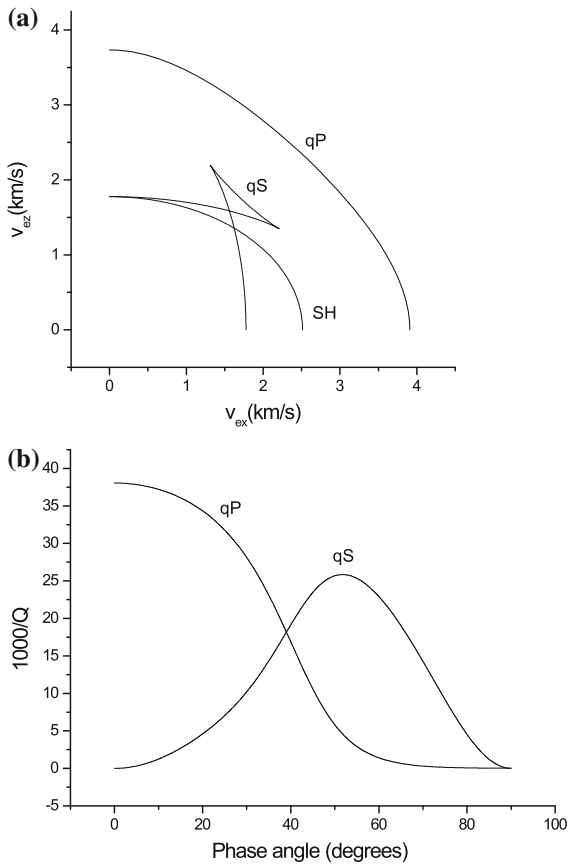 (a)
4
3
2
1
0
v_ez(km/s)
qP
qS
SH
0 1 2 3 4
v_ex(km/s)
(b)
40
35
30
25
20
15
10
5
0
-5
1000/Q
qP
qS
0 20 40 60 80 100
Phase angle (degrees)